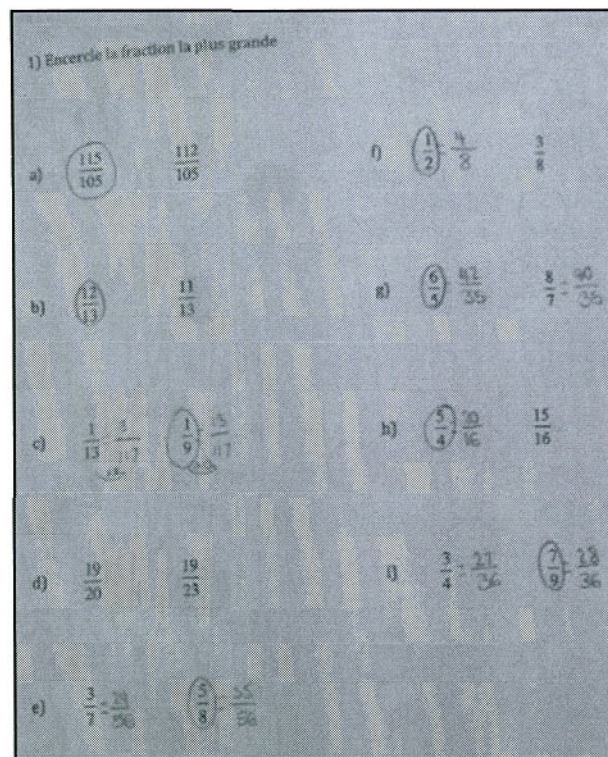 1) Encercle la fraction la plus grande
a) 115/105 112/105
b) 12/13 11/13
c) 1/13 1/9
d) 19/20 19/23
e) 3/7 = /56 5/8 = 35/56
f) 1/2 = 4/8 3/8
g) 6/5 = 42/35 8/7 = 40/35
h) 5/4 = 20/16 15/16
i) 3/4 = 27/36 7/9 = 28/36